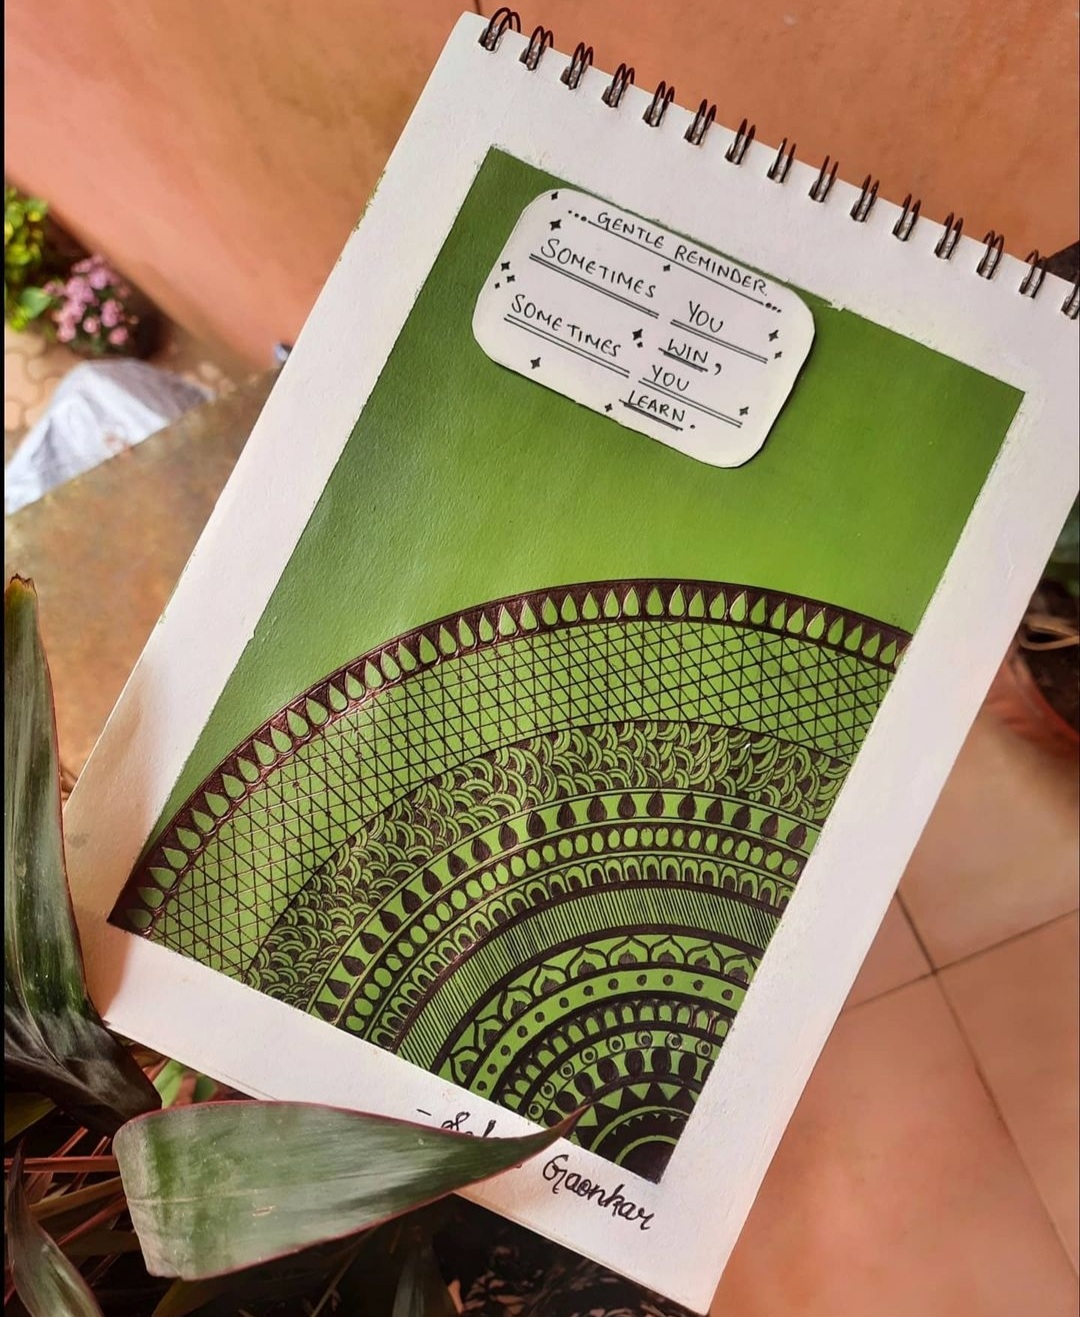 .... GENTLE REMINDER...
SOMETIMES YOU
WIN,
SOMETIMES YOU
LEARN.
Gaonkar